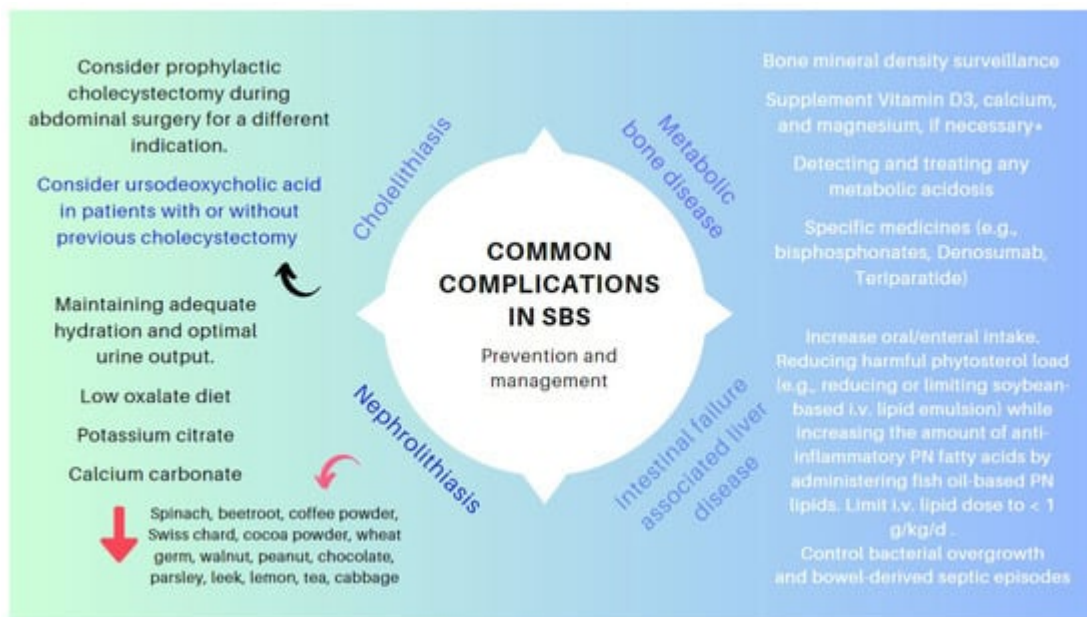 Consider prophylactic
cholecystectomy during
abdominal surgery for a different
indication.
Consider ursodeoxycholic acid
in patients with or without
previous cholecystectomy
Maintaining adequate
hydration and optimal
urine output.
Low oxalate diet
Potassium citrate
Calcium carbonate
Spinach, beetroot, coffee powder,
Swiss chard, cocoa powder, wheat
germ, walnut, peanut, chocolate,
parsley, leek, lemon, tea, cabbage
Cholelithiasis
Nephrolithiasis
COMMON
COMPLICATIONS
IN SBS
Prevention and
management
Metabolic
bone disease
Intestinal failure
associated liver
disease
Bone mineral density surveillance
Supplement Vitamin D3, calcium,
and magnesium, if necessary*
Detecting and treating any
metabolic acidosis
Specific medicines (e.g.,
bisphosphonates, Denosumab,
Teriparatide)
Increase oral/enteral intake.
Reducing harmful phytosterol load
(e.g., reducing or limiting soybean-
based i.v. lipid emulsion) while
increasing the amount of anti-
inflammatory PN fatty acids by
administering fish oil-based PN
lipids. Limit i.v. lipid dose to < 1
g/kg/d .
Control bacterial overgrowth
and bowel-derived septic episodes